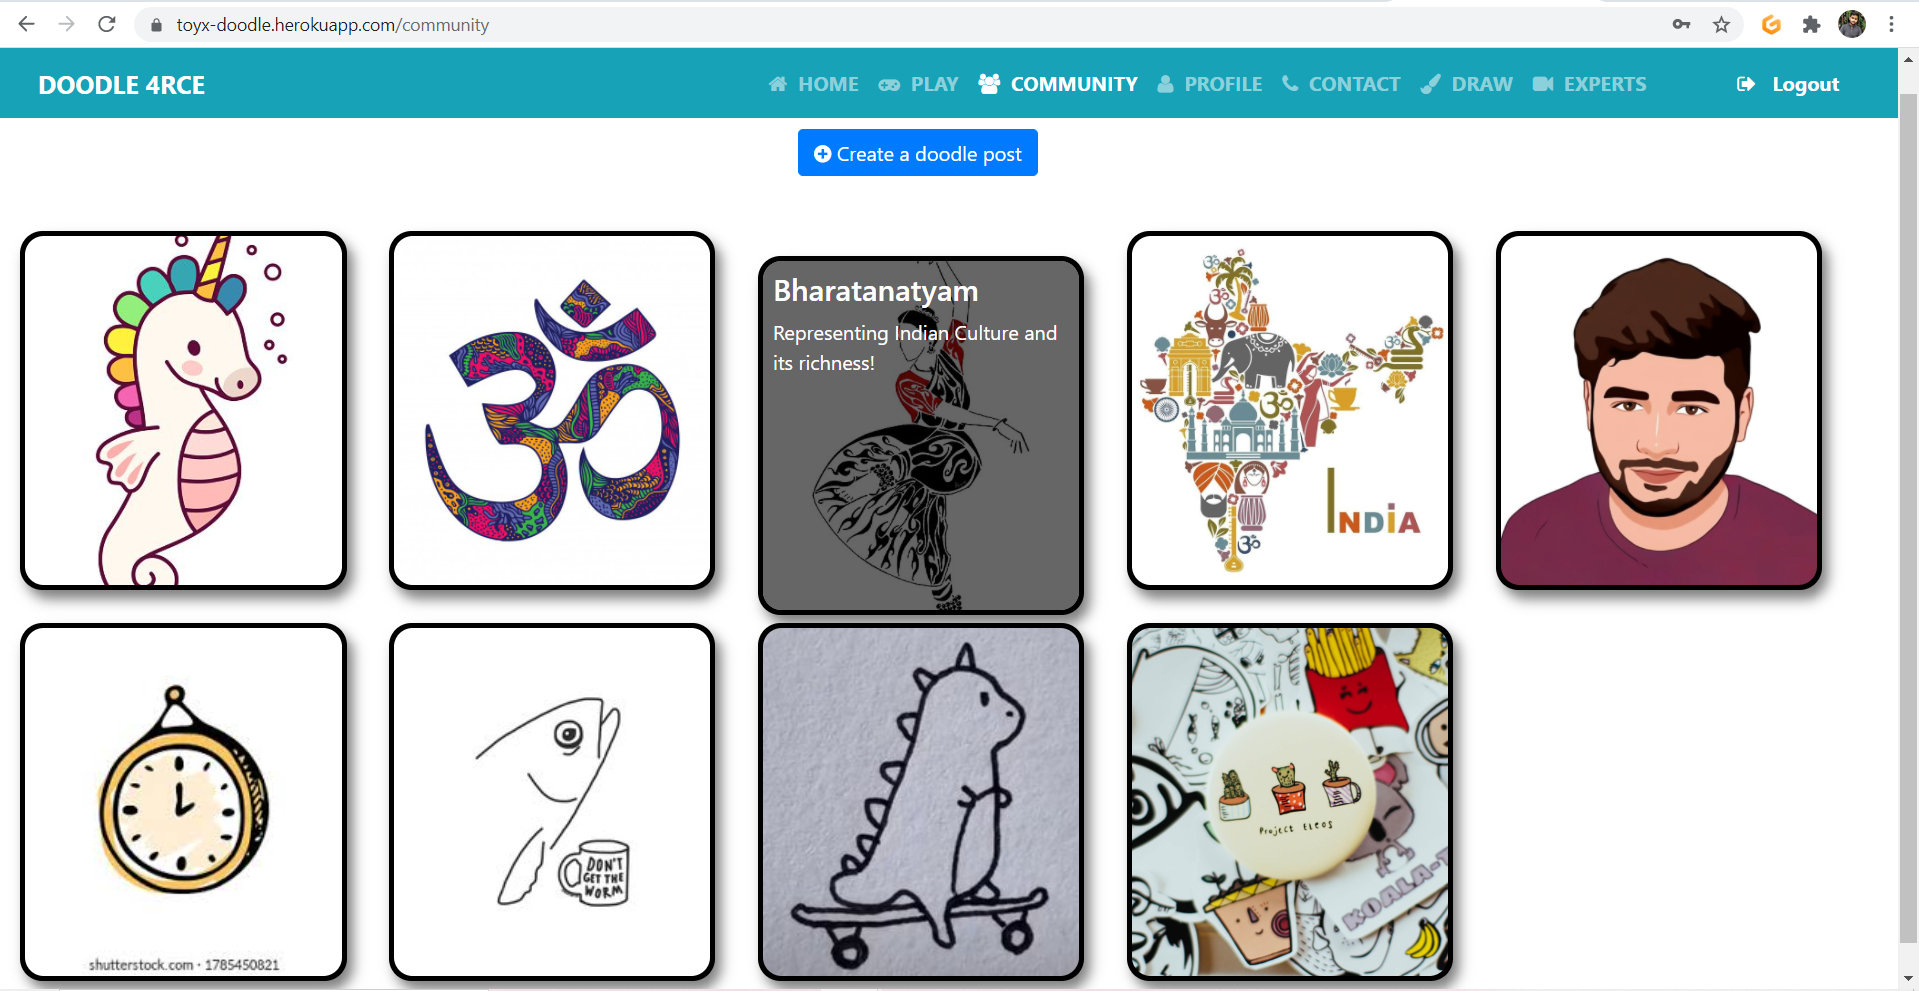 toyx-doodle.herokuapp.com/community
DOODLE 4RCE
HOME
PLAY
COMMUNITY
PROFILE
CONTACT
DRAW
EXPERTS
Logout
Create a doodle post
ॐ
Bharatanatyam
Representing Indian Culture and
its richness!
ॐ
ॐ
ॐ
ॐ
ॐ
INDIA
shutterstock.com · 1785450821
DON'T
GET THE
WORM
Project Eleos
KOALA-T